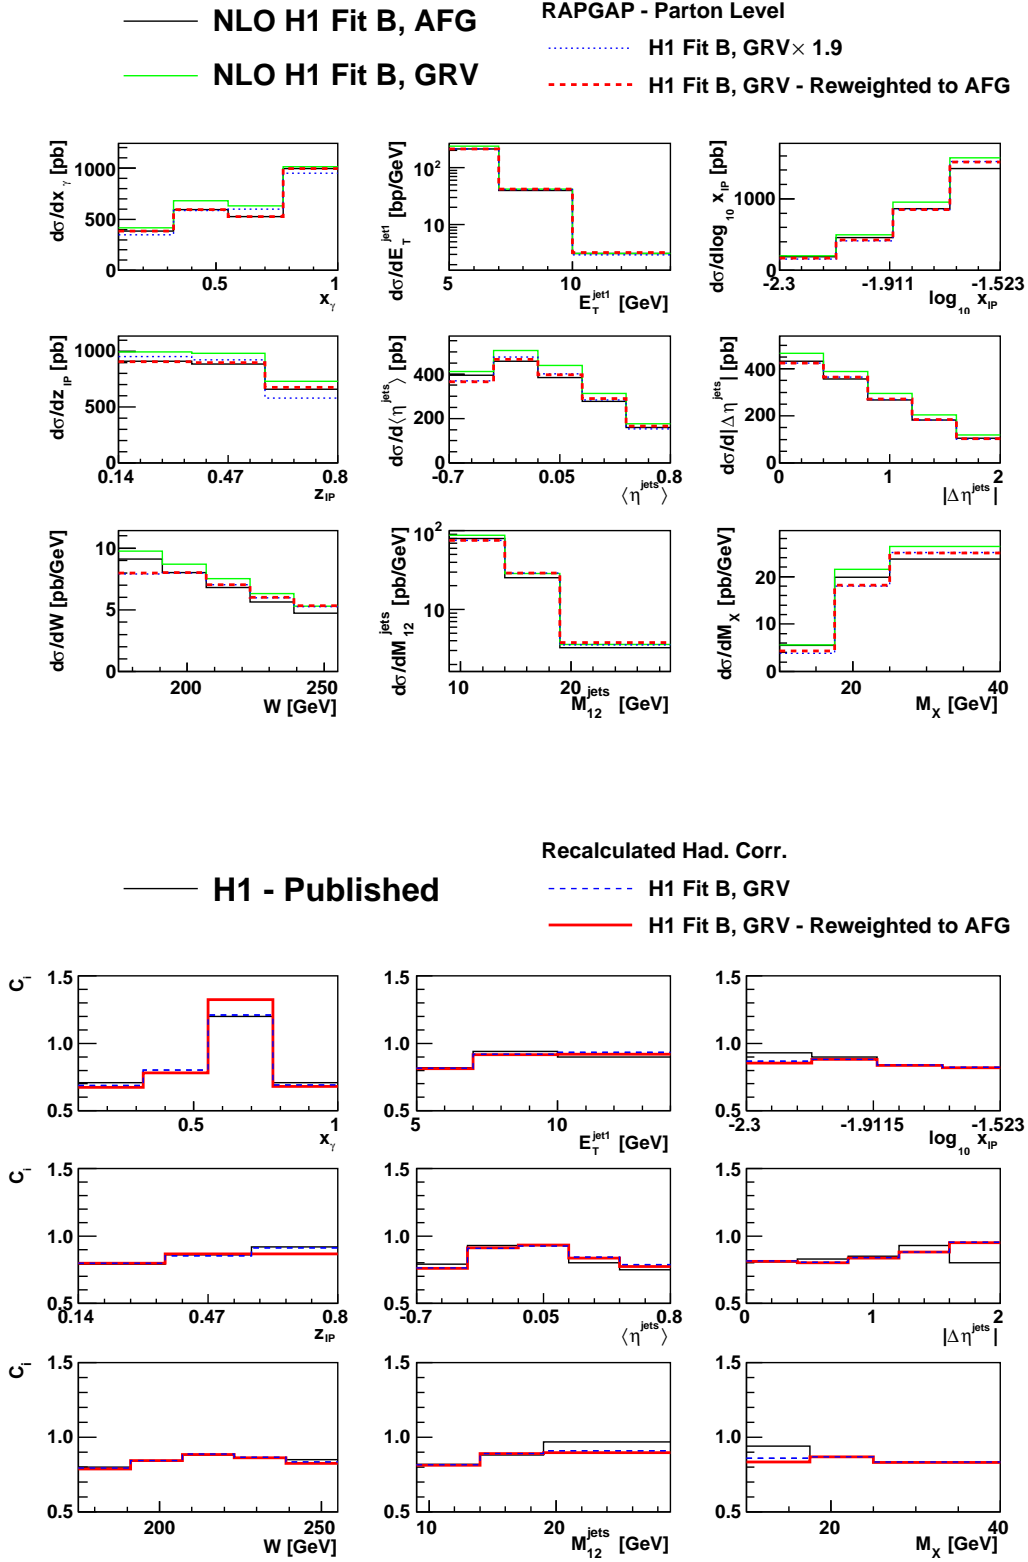 NLO H1 Fit B, AFG
NLO H1 Fit B, GRV
RAPGAP - Parton Level
H1 Fit B, GRV× 1.9
H1 Fit B, GRV - Reweighted to AFG
dσ/dx_γ [pb]
1000
500
0
0.5
1
x_γ
dσ/dE_T^jet1 [bp/GeV]
10^2
10
5
10
E_T^jet1 [GeV]
dσ/dlog_10 x_IP [pb]
1000
0
-2.3
-1.911
-1.523
log_10 x_IP
dσ/dz_IP [pb]
1000
500
0
0.14
0.47
0.8
z_IP
dσ/d⟨η^jets⟩ [pb]
400
200
0
-0.7
0.05
0.8
⟨η^jets⟩
dσ/d|Δη^jets| [pb]
400
200
0
0
1
2
|Δη^jets|
dσ/dW [pb/GeV]
10
5
0
200
250
W [GeV]
dσ/dM_12^jets [pb/GeV]
10^2
10
10
20
M_12^jets [GeV]
dσ/dM_X [pb/GeV]
20
10
0
20
40
M_X [GeV]
H1 - Published
Recalculated Had. Corr.
H1 Fit B, GRV
H1 Fit B, GRV - Reweighted to AFG
C_i
1.5
1.0
0.5
0.5
1
x_γ
1.5
1.0
0.5
5
10
E_T^jet1 [GeV]
1.5
1.0
0.5
-2.3
-1.9115
-1.523
log_10 x_IP
C_i
1.5
1.0
0.5
0.14
0.47
0.8
z_IP
1.5
1.0
0.5
-0.7
0.05
0.8
⟨η^jets⟩
1.5
1.0
0.5
0
1
2
|Δη^jets|
C_i
1.5
1.0
0.5
200
250
W [GeV]
1.5
1.0
0.5
10
20
M_12^jets [GeV]
1.5
1.0
0.5
20
40
M_X [GeV]